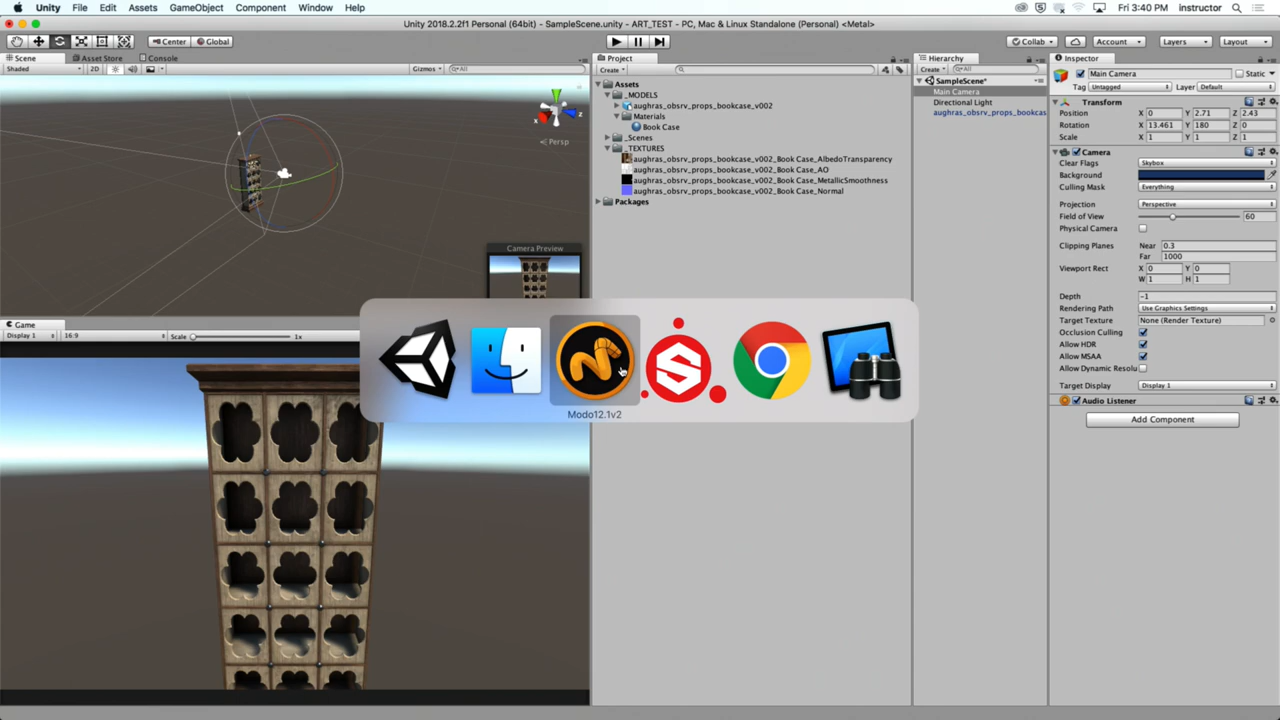 Unity File Edit Assets GameObject Component Window Help Fri 3:40 PM instructor
Unity 2018.2.2f1 Personal (64bit) - SampleScene.unity - ART_TEST - PC, Mac & Linux Standalone (Personal) <Metal>
Center Global Collab Account Layers Layout
Scene Asset Store Console
Shaded 2D Gizmos All
y x z
Persp
Camera Preview
Game
Display 1 16:9 Scale 1x
Project
Create
Assets
_MODELS
aughras_obsrv_props_bookcase_v002
Materials
Book Case
_Scenes
_TEXTURES
aughras_obsrv_props_bookcase_v002_Book Case_AlbedoTransparency
aughras_obsrv_props_bookcase_v002_Book Case_AO
aughras_obsrv_props_bookcase_v002_Book Case_MetallicSmoothness
aughras_obsrv_props_bookcase_v002_Book Case_Normal
Packages
Modo12.1v2
Hierarchy
Create All
SampleScene*
Main Camera
Directional Light
aughras_obsrv_props_bookcas
Inspector
Main Camera Static
Tag Untagged Layer Default
Transform
Position X 0 Y 2.71 Z 2.43
Rotation X 13.461 Y 180 Z 0
Scale X 1 Y 1 Z 1
Camera
Clear Flags Skybox
Background
Culling Mask Everything
Projection Perspective
Field of View 60
Physical Camera
Clipping Planes Near 0.3
Far 1000
Viewport Rect X 0 Y 0
W 1 H 1
Depth -1
Rendering Path Use Graphics Settings
Target Texture None (Render Texture)
Occlusion Culling
Allow HDR
Allow MSAA
Allow Dynamic Resolu
Target Display Display 1
Audio Listener
Add Component